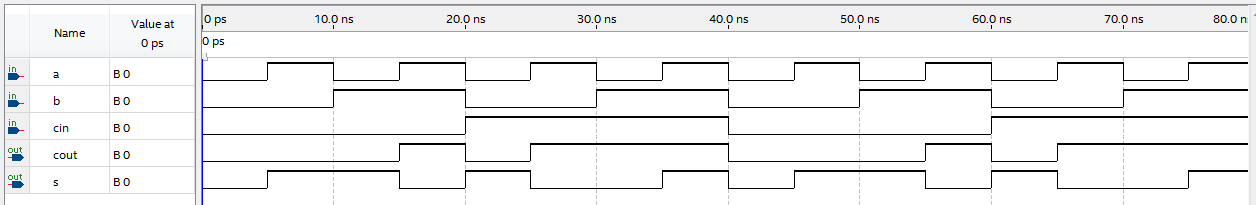 Name
Value at
0 ps
0 ps 10.0 ns 20.0 ns 30.0 ns 40.0 ns 50.0 ns 60.0 ns 70.0 ns 80.0 ns
0 ps
in a B 0
in b B 0
in cin B 0
out cout B 0
out s B 0